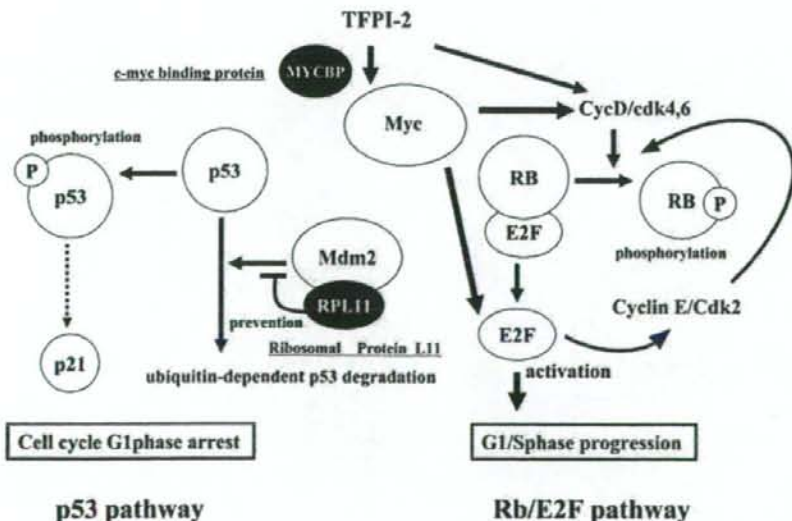 TFPI-2
c-myc binding protein
MYCBP
Myc
CycD/cdk4,6
phosphorylation
P
p53
p53
RB
E2F
RB
P
phosphorylation
Mdm2
RPL11
prevention
Ribosomal Protein L11
ubiquitin-dependent p53 degradation
p21
E2F
activation
Cyclin E/Cdk2
Cell cycle G1phase arrest
G1/Sphase progression
p53 pathway
Rb/E2F pathway